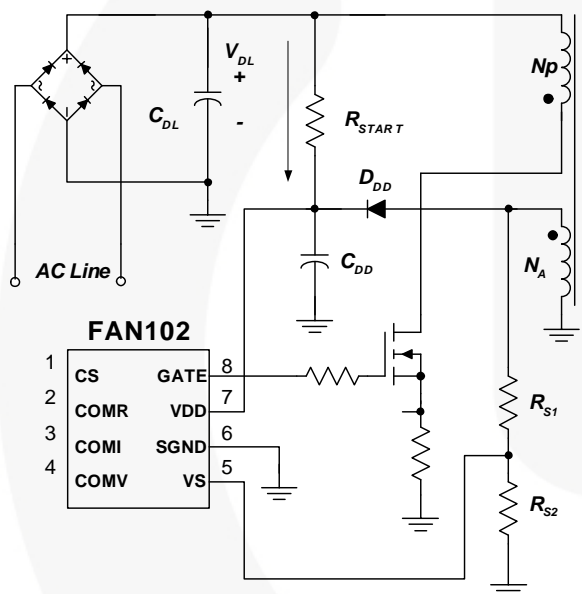 V_DL
+
-
C_DL
R_START
Np
D_DD
AC Line
C_DD
N_A
FAN102
1 CS GATE 8
2 COMR VDD 7
3 COMI SGND 6
4 COMV VS 5
R_S1
R_S2